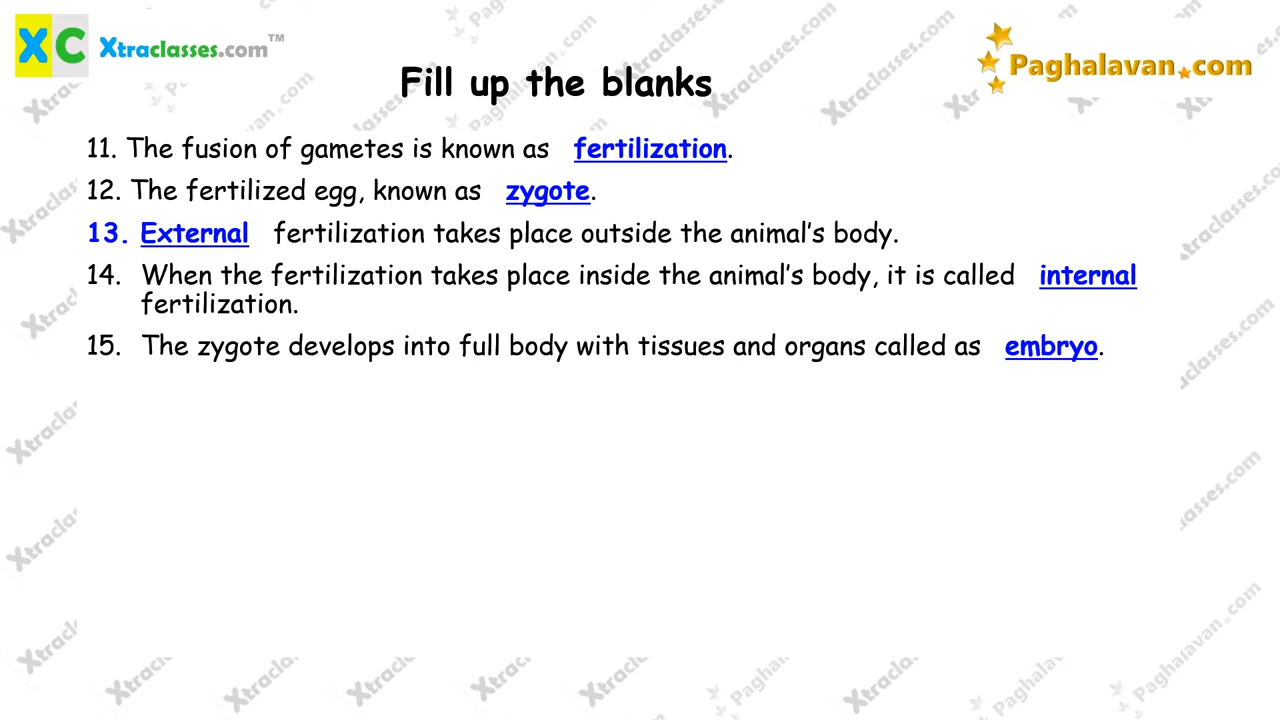 XC Xtraclasses.com™
Paghalavan.com
Fill up the blanks
11. The fusion of gametes is known as fertilization.
12. The fertilized egg, known as zygote.
13. External fertilization takes place outside the animal’s body.
14. When the fertilization takes place inside the animal’s body, it is called internal
fertilization.
15. The zygote develops into full body with tissues and organs called as embryo.